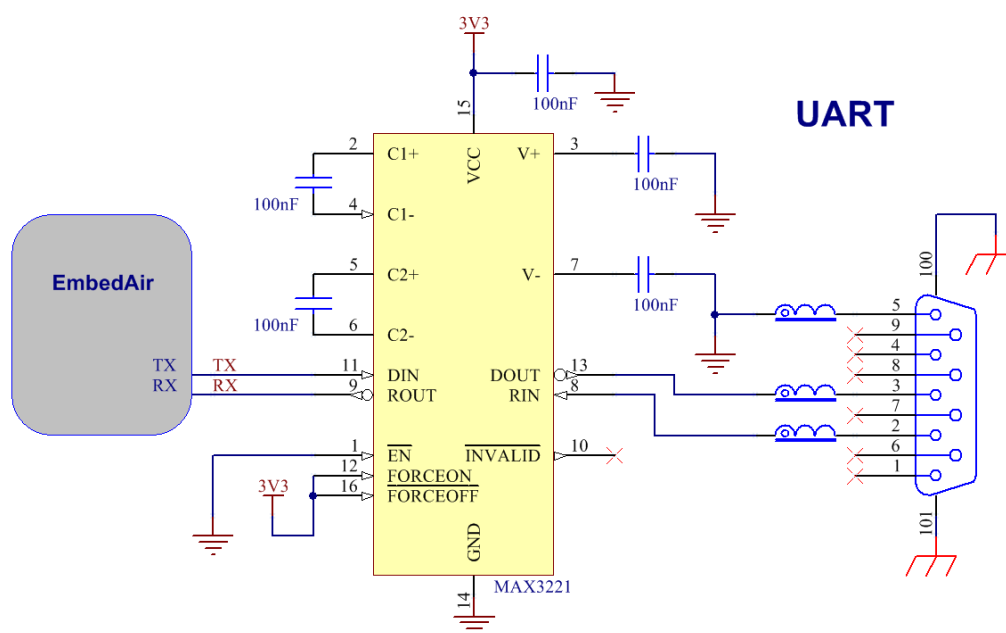 3V3
100nF
UART
15
2 C1+ VCC V+ 3
100nF
100nF
4 C1-
100
5 C2+ V- 7
EmbedAir
100nF
100nF
6 C2-
5
9
4
TX TX 11 DIN DOUT 13 8
RX RX 9 ROUT RIN 8 3
7
2
1 EN INVALID 10 6
12 FORCEON 1
3V3 16 FORCEOFF
101
GND
MAX3221
14